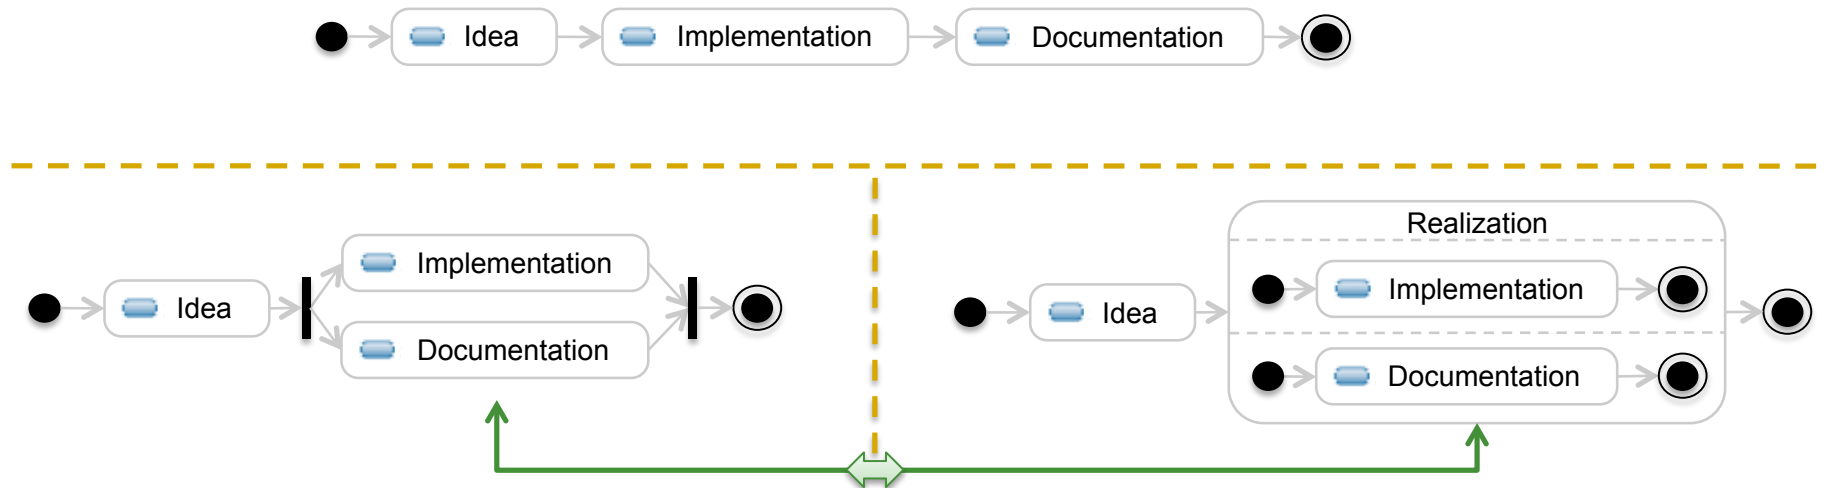 Idea
Implementation
Documentation
Idea
Implementation
Documentation
Realization
Idea
Implementation
Documentation